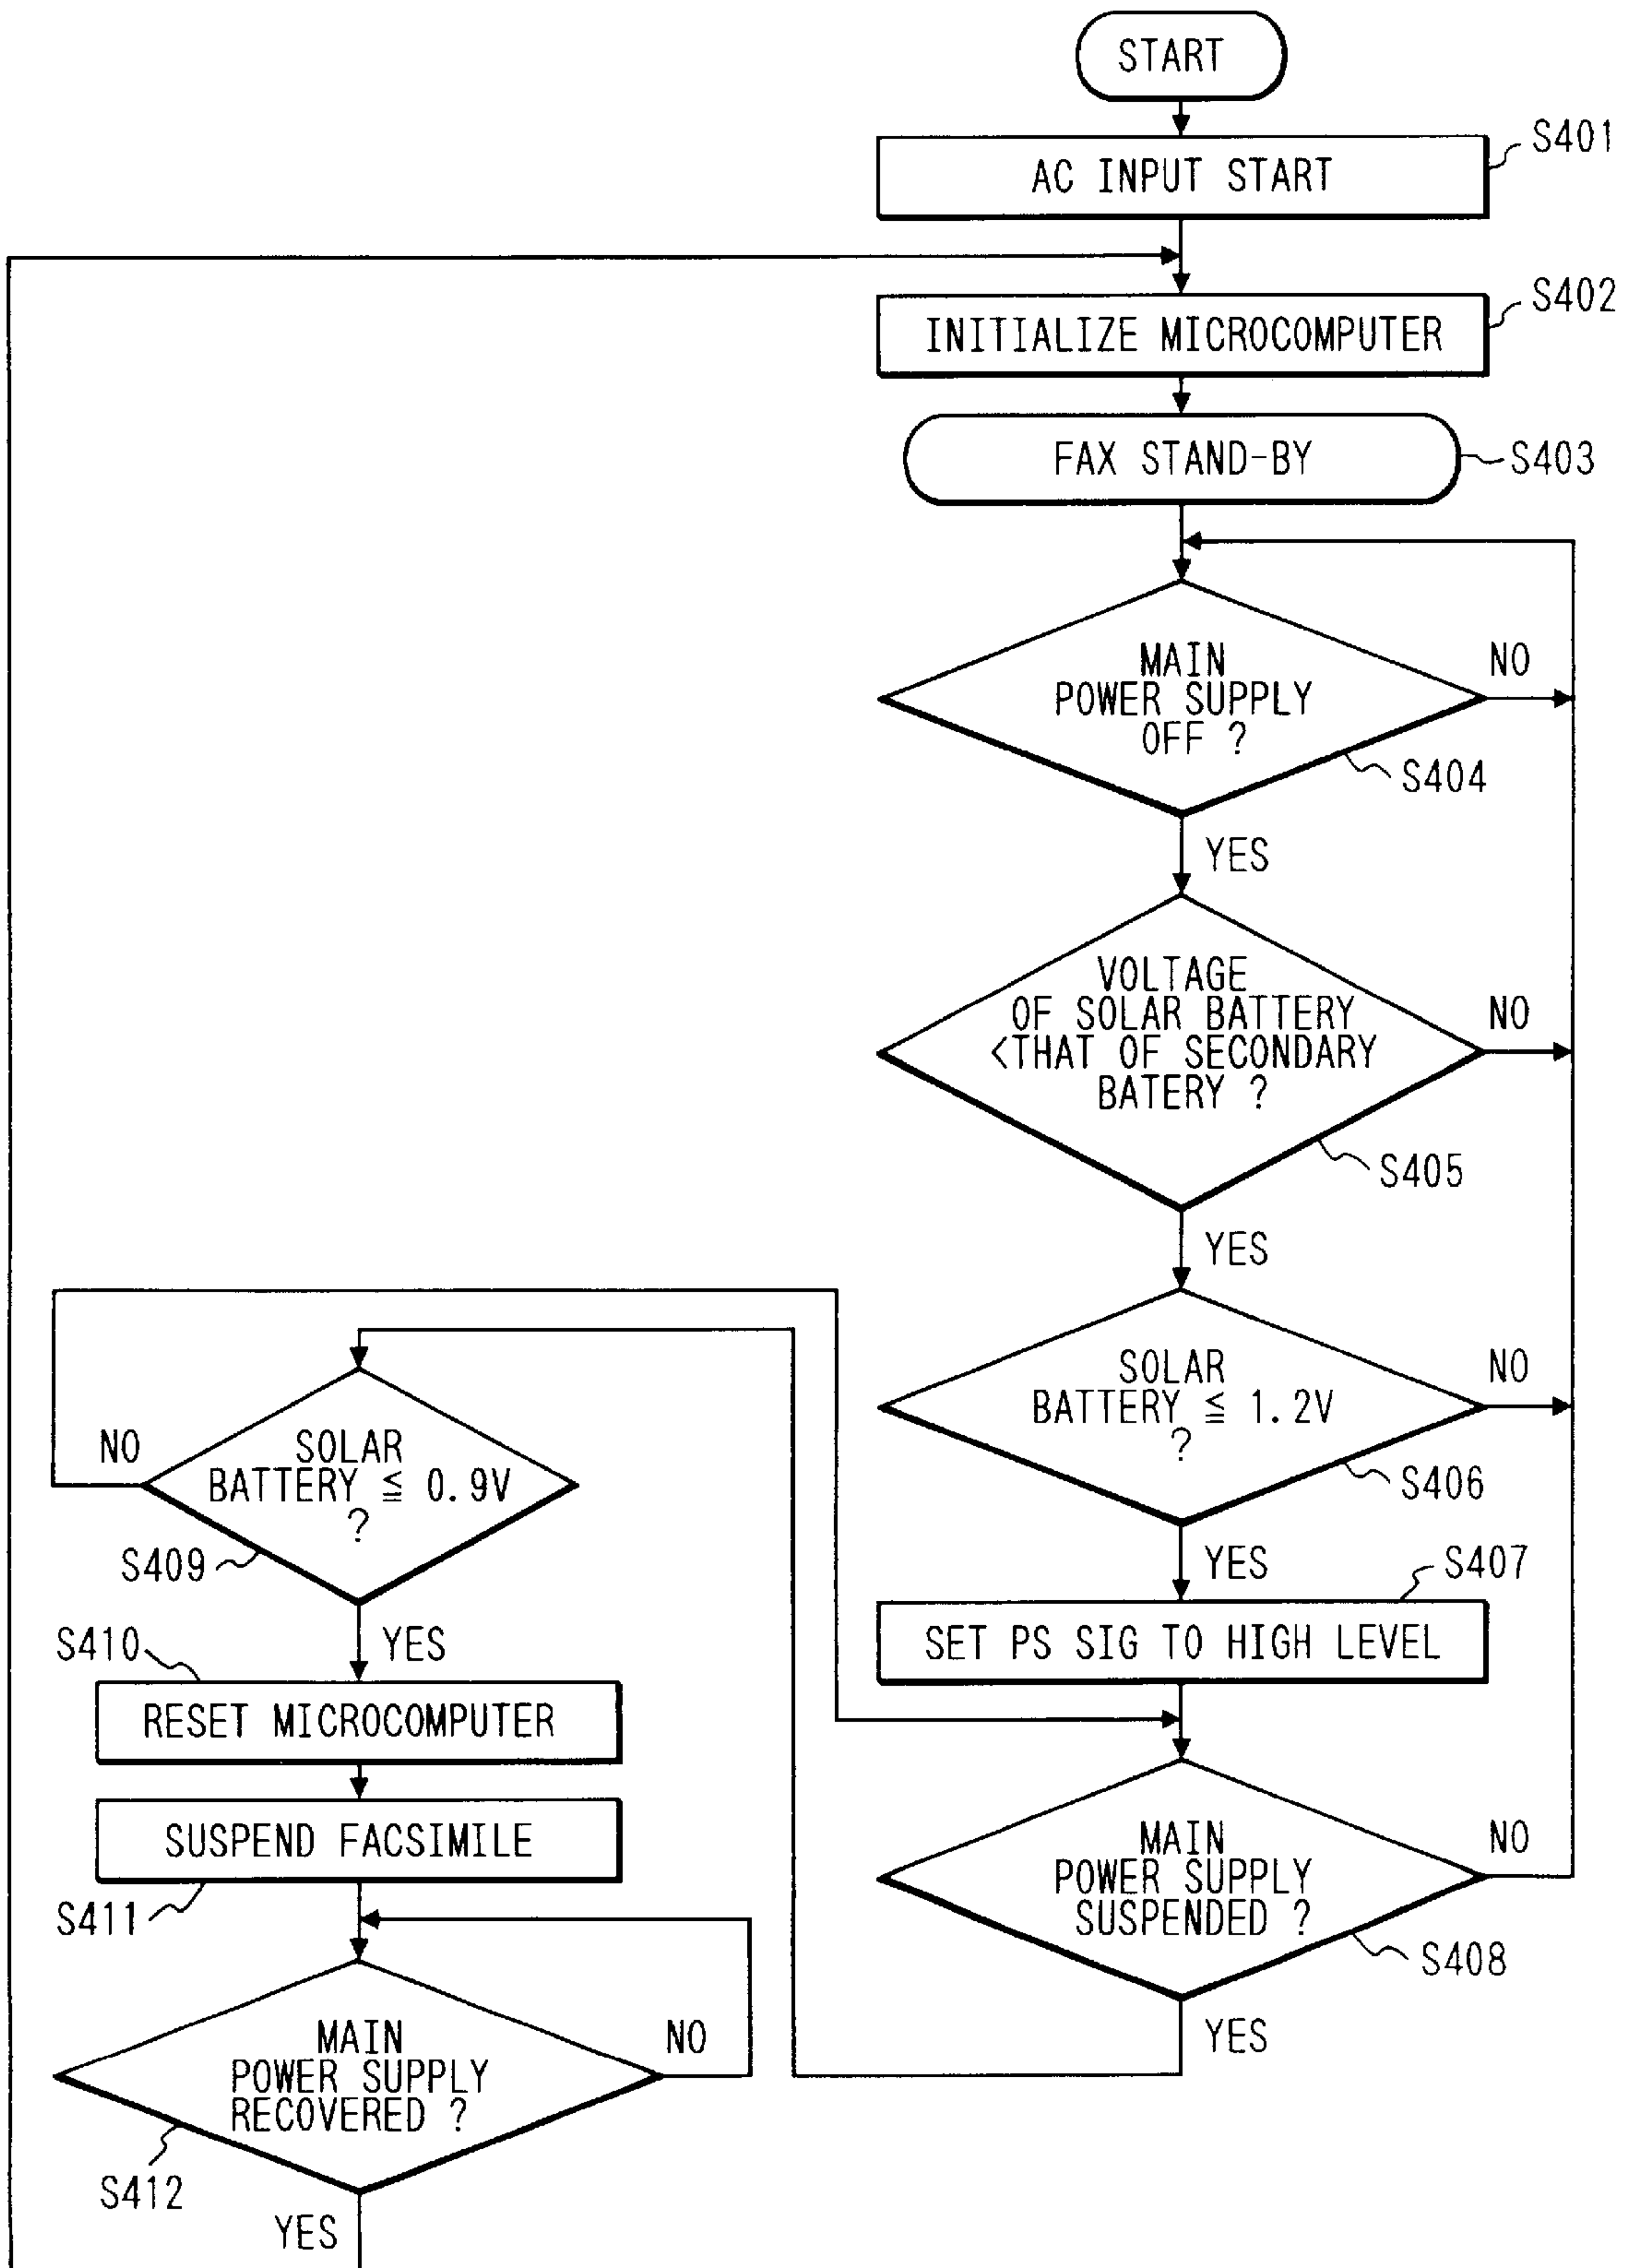 START
AC INPUT START
S401
INITIALIZE MICROCOMPUTER
S402
FAX STAND-BY
S403
MAIN
POWER SUPPLY
OFF ?
NO
S404
YES
VOLTAGE
OF SOLAR BATTERY
<THAT OF SECONDARY
BATERY ?
NO
S405
YES
SOLAR
BATTERY ≦ 1.2V
?
NO
S406
YES
S407
SET PS SIG TO HIGH LEVEL
MAIN
POWER SUPPLY
SUSPENDED ?
NO
S408
YES
SOLAR
BATTERY ≦ 0.9V
?
NO
S409
YES
S410
RESET MICROCOMPUTER
SUSPEND FACSIMILE
S411
MAIN
POWER SUPPLY
RECOVERED ?
NO
S412
YES